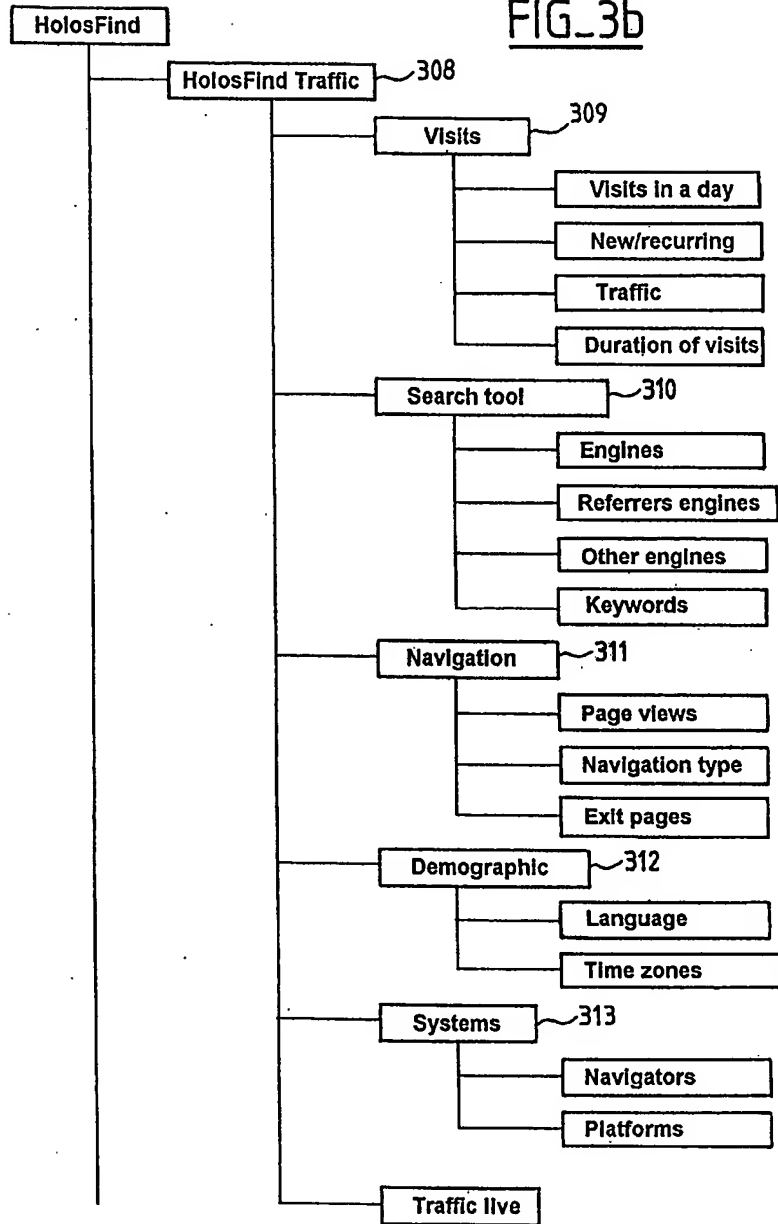 FIG_3b
HolosFind
HolosFind Traffic 308
Visits 309
Visits in a day
New/recurring
Traffic
Duration of visits
Search tool 310
Engines
Referrers engines
Other engines
Keywords
Navigation 311
Page views
Navigation type
Exit pages
Demographic 312
Language
Time zones
Systems 313
Navigators
Platforms
Traffic live